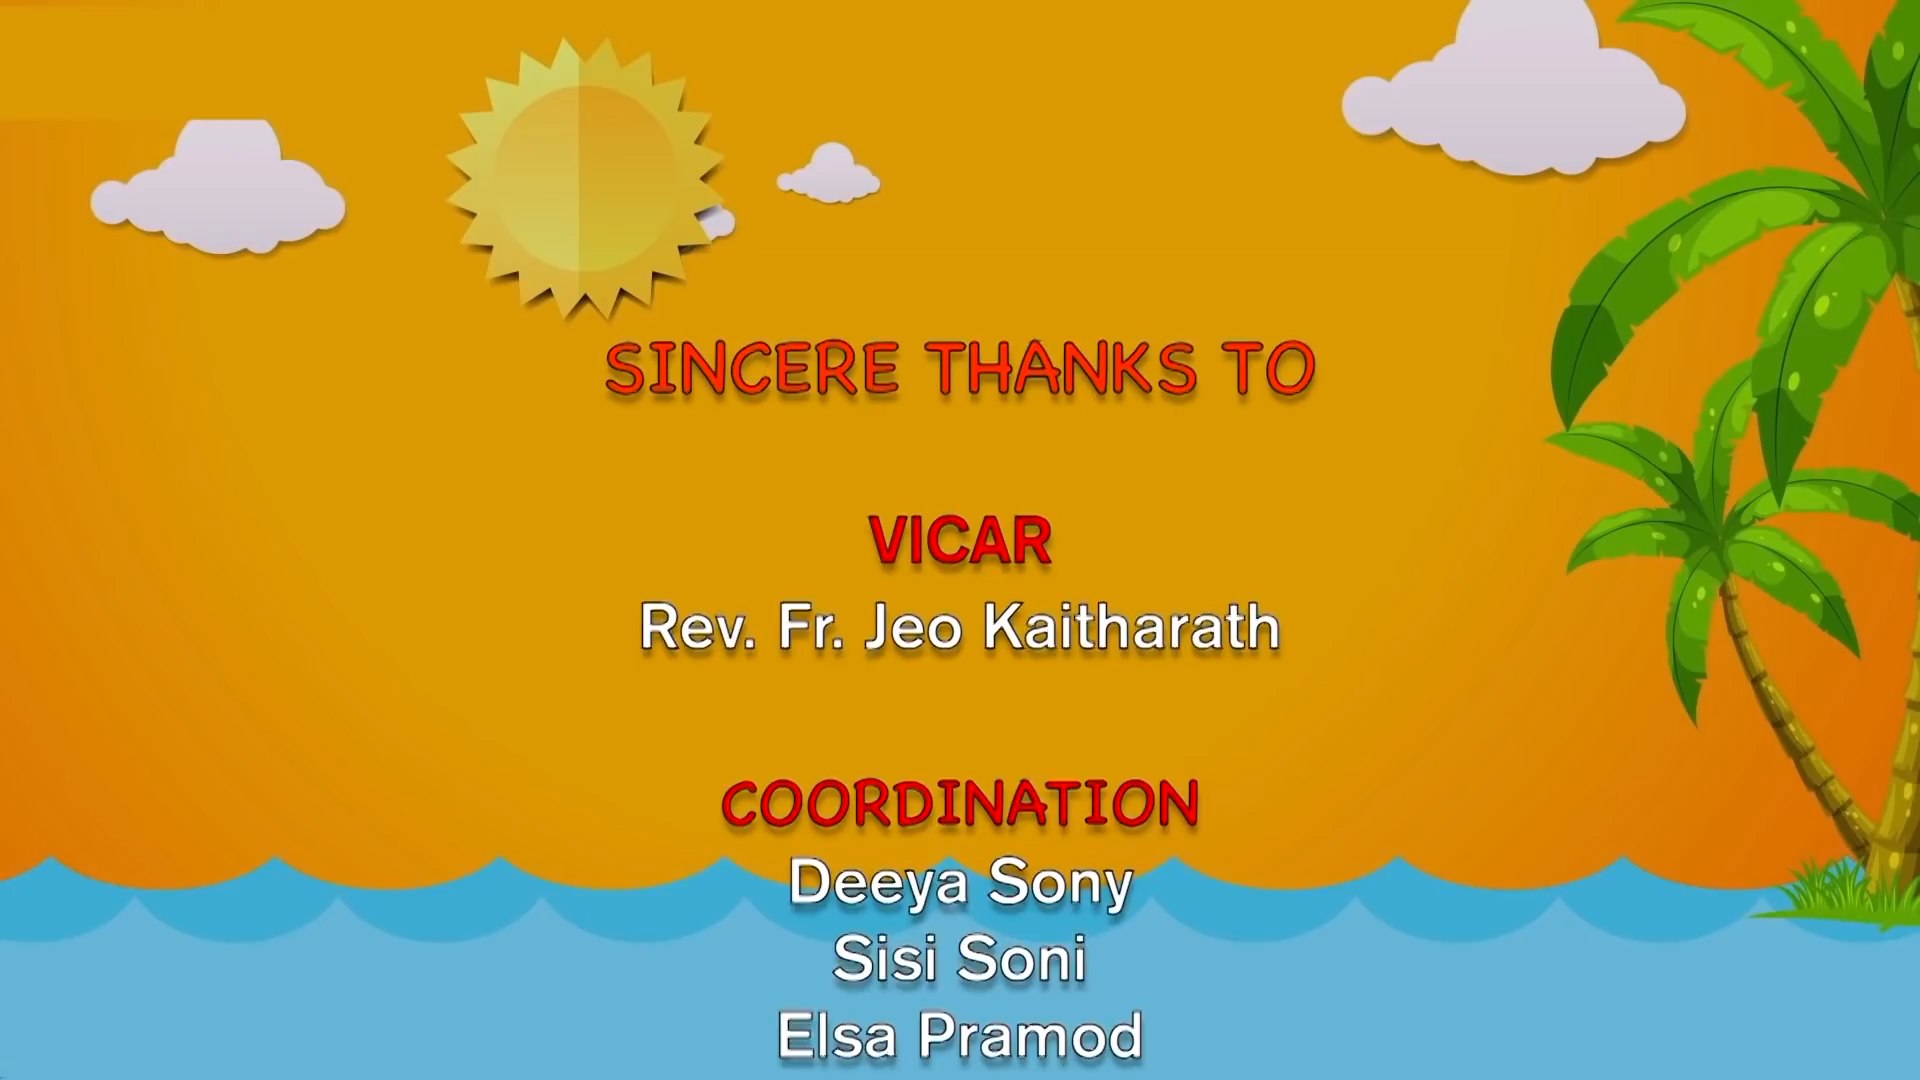 SINCERE THANKS TO
VICAR
Rev. Fr. Jeo Kaitharath
COORDINATION
Deeya Sony
Sisi Soni
Elsa Pramod